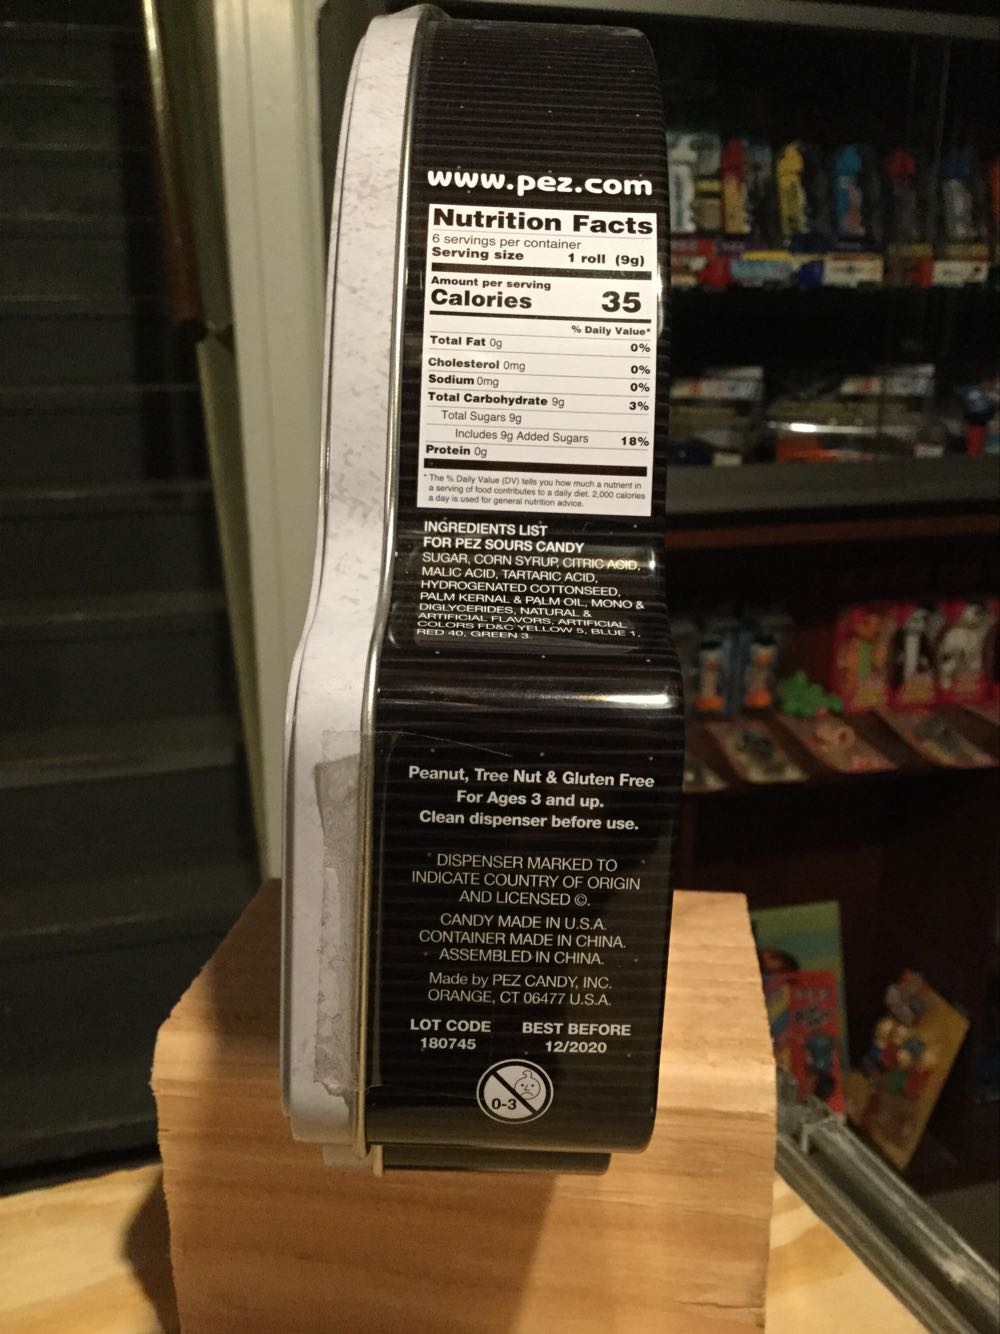 www.pez.com
Nutrition Facts
6 servings per container
Serving size 1 roll (9g)
Amount per serving
Calories 35
% Daily Value*
Total Fat 0g 0%
Cholesterol 0mg 0%
Sodium 0mg 0%
Total Carbohydrate 9g 3%
Total Sugars 9g
Includes 9g Added Sugars 18%
Protein 0g
* The % Daily Value (DV) tells you how much a nutrient in
a serving of food contributes to a daily diet. 2,000 calories
a day is used for general nutrition advice.
INGREDIENTS LIST
FOR PEZ SOURS CANDY
SUGAR, CORN SYRUP, CITRIC ACID,
MALIC ACID, TARTARIC ACID,
HYDROGENATED COTTONSEED,
PALM KERNAL & PALM OIL, MONO &
DIGLYCERIDES, NATURAL &
ARTIFICIAL FLAVORS, ARTIFICIAL
COLORS FD&C YELLOW 5, BLUE 1,
RED 40, GREEN 3.
Peanut, Tree Nut & Gluten Free
For Ages 3 and up.
Clean dispenser before use.
DISPENSER MARKED TO
INDICATE COUNTRY OF ORIGIN
AND LICENSED ©.
CANDY MADE IN U.S.A.
CONTAINER MADE IN CHINA.
ASSEMBLED IN CHINA.
Made by PEZ CANDY, INC.
ORANGE, CT 06477 U.S.A.
LOT CODE BEST BEFORE
180745 12/2020
0-3